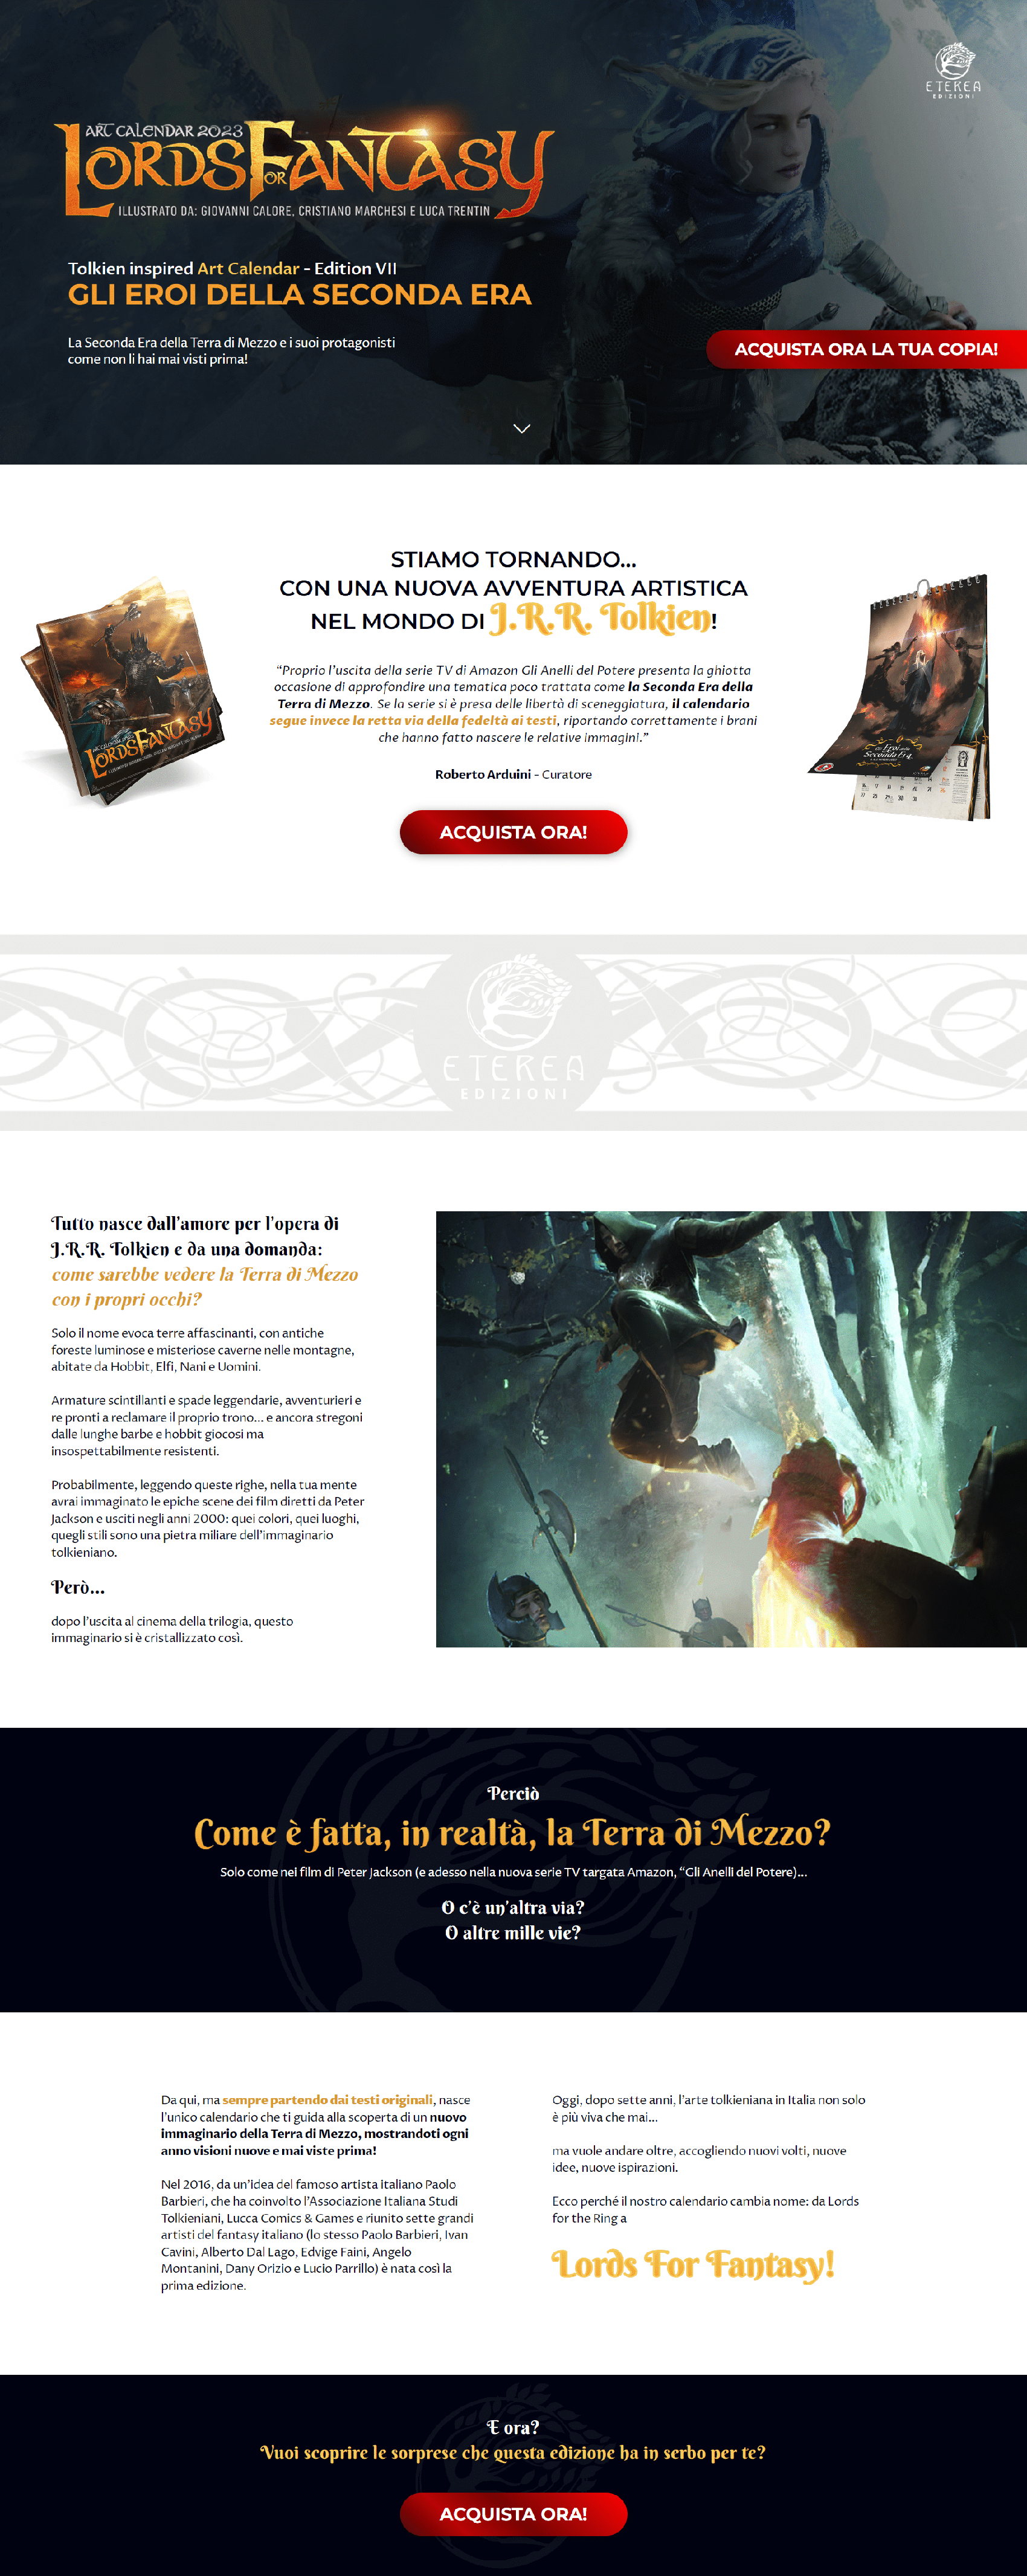 ETEREA
EDIZIONI
ART CALENDAR 2023
LORDS FOR FANTASY
ILLUSTRATO DA: GIOVANNI CALORE, CRISTIANO MARCHESI E LUCA TRENTIN
Tolkien inspired Art Calendar - Edition VII
GLI EROI DELLA SECONDA ERA
La Seconda Era della Terra di Mezzo e i suoi protagonisti
come non li hai mai visti prima!
ACQUISTA ORA LA TUA COPIA!
STIAMO TORNANDO...
CON UNA NUOVA AVVENTURA ARTISTICA
NEL MONDO DI J.R.R. Tolkien!
“Proprio l'uscita della serie TV di Amazon Gli Anelli del Potere presenta la ghiotta
occasione di approfondire una tematica poco trattata come la Seconda Era della
Terra di Mezzo. Se la serie si è presa delle libertà di sceneggiatura, il calendario
segue invece la retta via della fedeltà ai testi, riportando correttamente i brani
che hanno fatto nascere le relative immagini.”
Roberto Arduini - Curatore
ACQUISTA ORA!
ART CALENDAR 2023
LORDS FOR FANTASY
Gli Eroi della
Seconda Era
ETEREA
EDIZIONI
Tutto nasce dall'amore per l'opera di
J.R.R. Tolkien e da una domanda:
come sarebbe vedere la Terra di Mezzo
con i propri occhi?
Solo il nome evoca terre affascinanti, con antiche
foreste luminose e misteriose caverne nelle montagne,
abitate da Hobbit, Elfi, Nani e Uomini.
Armature scintillanti e spade leggendarie, avventurieri e
re pronti a reclamare il proprio trono... e ancora stregoni
dalle lunghe barbe e hobbit giocosi ma
insospettabilmente resistenti.
Probabilmente, leggendo queste righe, nella tua mente
avrai immaginato le epiche scene dei film diretti da Peter
Jackson e usciti negli anni 2000: quei colori, quei luoghi,
quegli stili sono una pietra miliare dell'immaginario
tolkieniano.
Però...
dopo l'uscita al cinema della trilogia, questo
immaginario si è cristallizzato così.
Perciò
Come è fatta, in realtà, la Terra di Mezzo?
Solo come nei film di Peter Jackson (e adesso nella nuova serie TV targata Amazon, “Gli Anelli del Potere)...
O c'è un'altra via?
O altre mille vie?
Da qui, ma sempre partendo dai testi originali, nasce
l'unico calendario che ti guida alla scoperta di un nuovo
immaginario della Terra di Mezzo, mostrandoti ogni
anno visioni nuove e mai viste prima!
Nel 2016, da un'idea del famoso artista italiano Paolo
Barbieri, che ha coinvolto l'Associazione Italiana Studi
Tolkieniani, Lucca Comics & Games e riunito sette grandi
artisti del fantasy italiano (lo stesso Paolo Barbieri, Ivan
Cavini, Alberto Dal Lago, Edvige Faini, Angelo
Montanini, Dany Orizio e Lucio Parrillo) è nata così la
prima edizione.
Oggi, dopo sette anni, l'arte tolkieniana in Italia non solo
è più viva che mai...
ma vuole andare oltre, accogliendo nuovi volti, nuove
idee, nuove ispirazioni.
Ecco perché il nostro calendario cambia nome: da Lords
for the Ring a
Lords For Fantasy!
E ora?
Vuoi scoprire le sorprese che questa edizione ha in serbo per te?
ACQUISTA ORA!